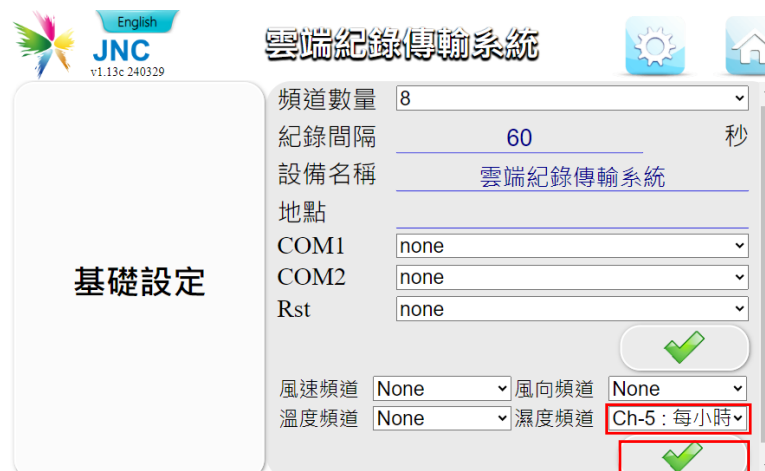 English
JNC
v1.13c 240329
雲端紀錄傳輸系統
基礎設定
頻道數量 8
紀錄間隔 60 秒
設備名稱 雲端紀錄傳輸系統
地點
COM1 none
COM2 none
Rst none
風速頻道 None 風向頻道 None
溫度頻道 None 濕度頻道 Ch-5 : 每小時